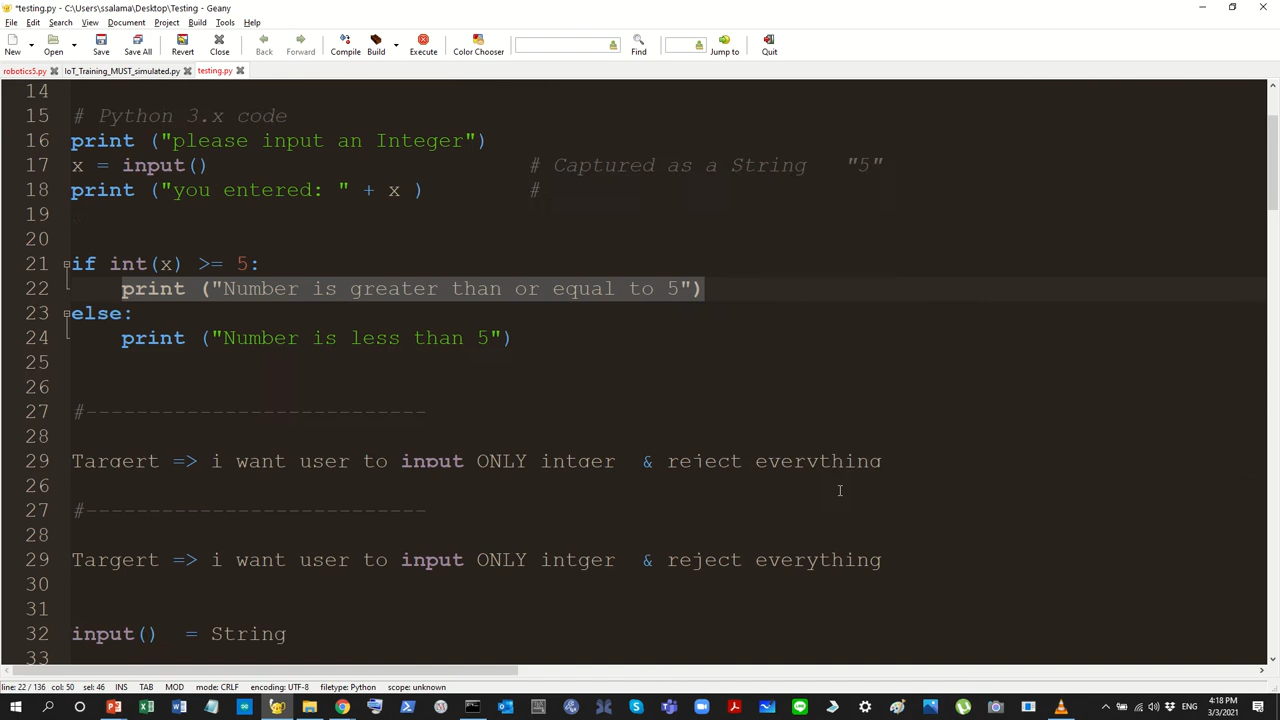 *testing.py - C:\Users\ssalama\Desktop\Testing - Geany
File Edit Search View Document Project Build Tools Help
New Open Save Save All Revert Close Back Forward Compile Build Execute Color Chooser Find Jump to Quit
robotics5.py IoT_Training_MUST_simulated.py testing.py
14
15 # Python 3.x code
16 print ("please input an Integer")
17 x = input() # Captured as a String "5"
18 print ("you entered: " + x ) #
19
20
21 if int(x) >= 5:
22 print ("Number is greater than or equal to 5")
23 else:
24 print ("Number is less than 5")
25
26
27 #---------------------------
28
29 Targert => i want user to input ONLY intger & reject everything
26
27 #---------------------------
28
29 Targert => i want user to input ONLY intger & reject everything
30
31
32 input() = String
33
line: 22 / 136 col: 50 sel: 46 INS TAB MOD mode: CRLF encoding: UTF-8 filetype: Python scope: unknown
ENG 4:18 PM
3/3/2021